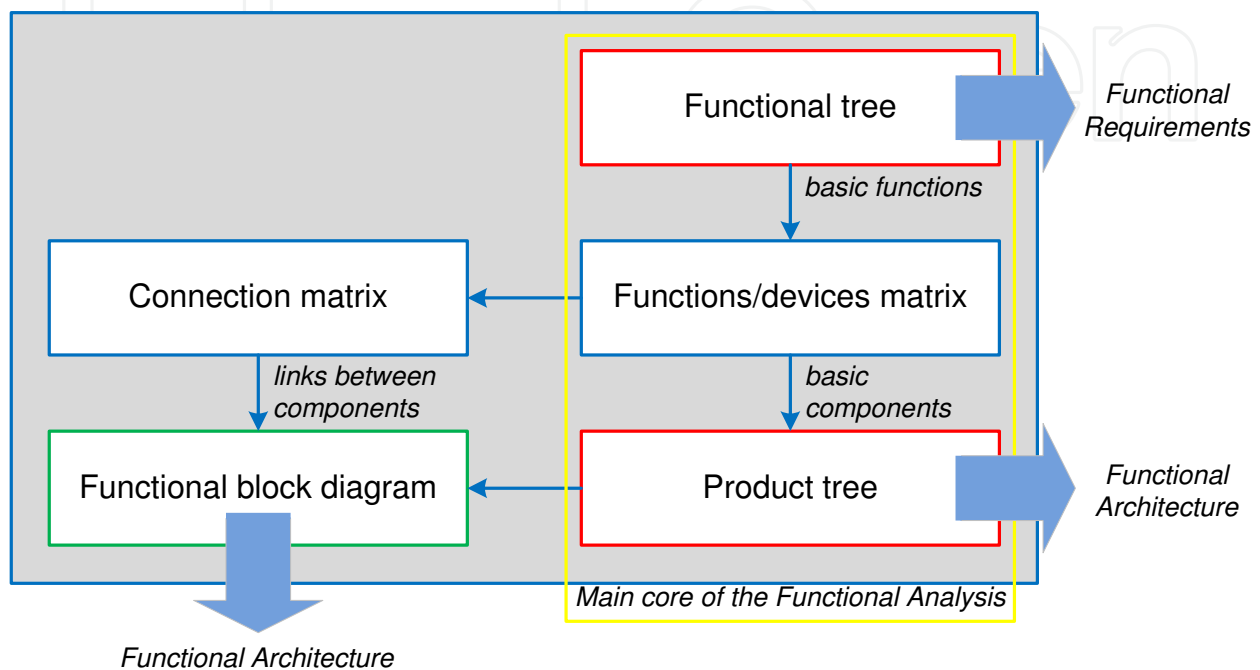 Functional tree
Functional
Requirements
basic functions
Connection matrix
Functions/devices matrix
links between
components
basic
components
Functional block diagram
Product tree
Functional
Architecture
Main core of the Functional Analysis
Functional Architecture